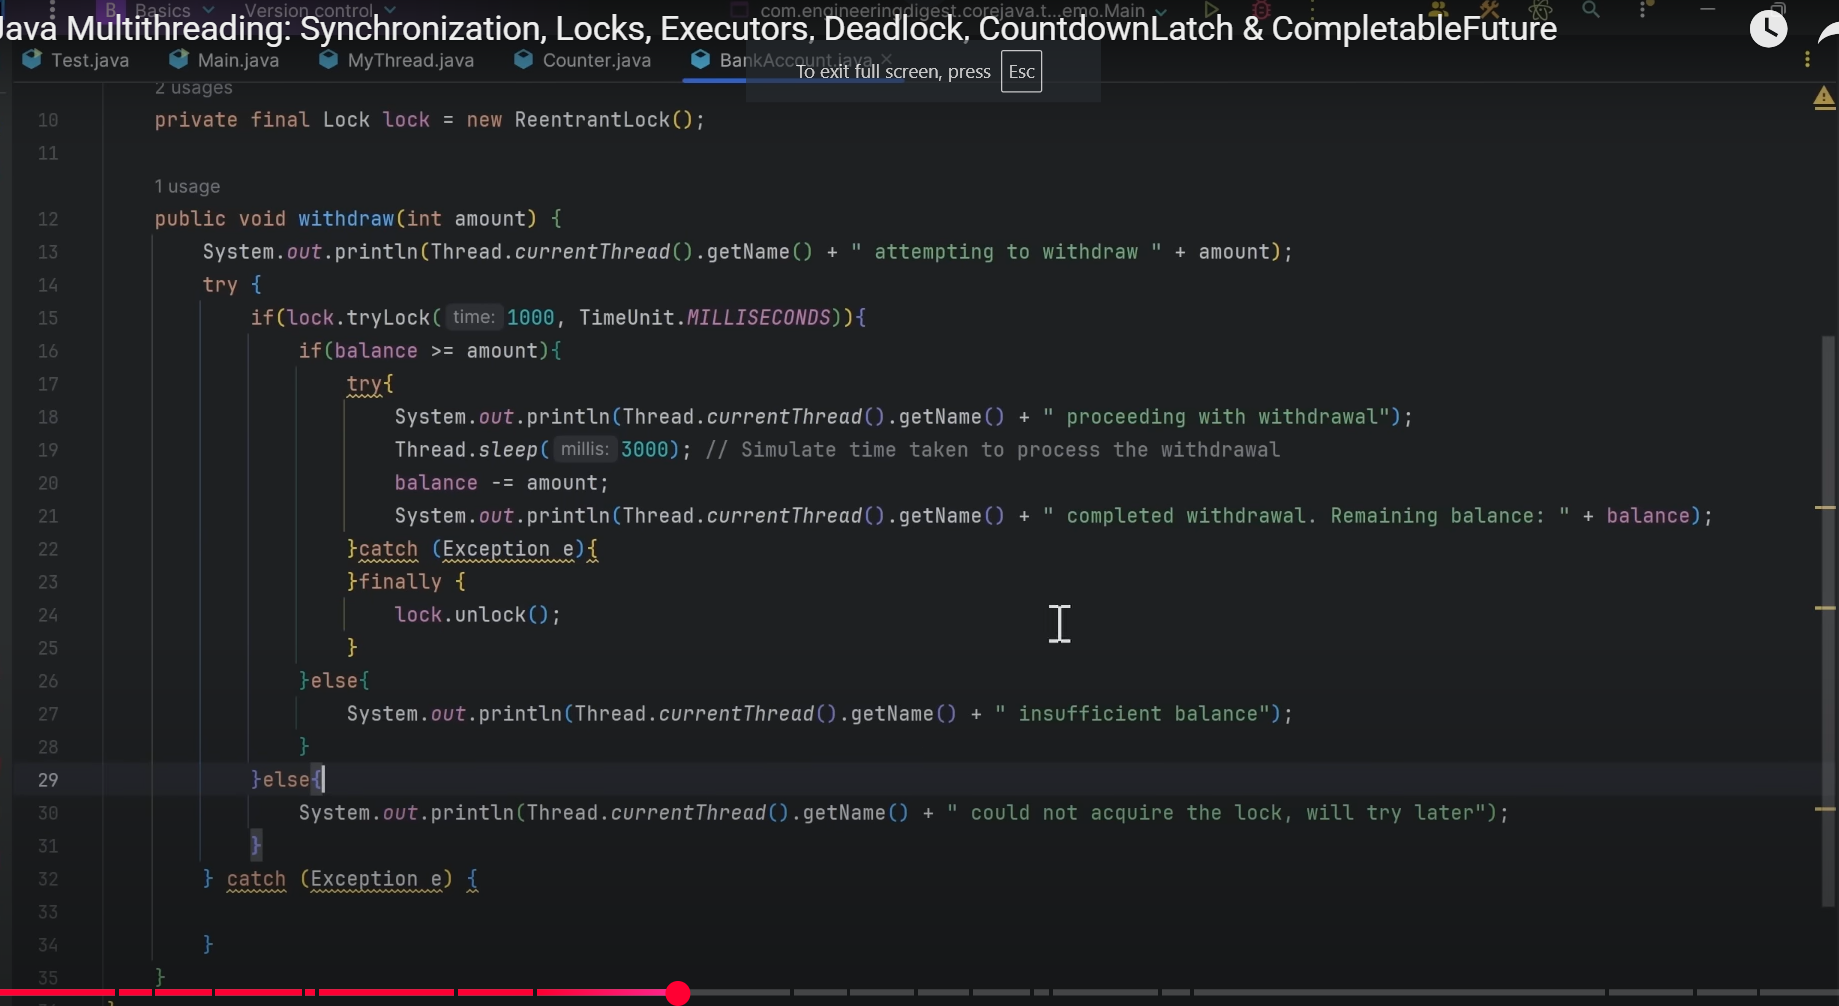 Basics Version control com.engineeringdigest.corejava.t...emo.Main
Java Multithreading: Synchronization, Locks, Executors, Deadlock, CountdownLatch & CompletableFuture
Test.java Main.java MyThread.java Counter.java BankAccount.java
To exit full screen, press Esc
2 usages
10 private final Lock lock = new ReentrantLock();
11
1 usage
12 public void withdraw(int amount) {
13 System.out.println(Thread.currentThread().getName() + " attempting to withdraw " + amount);
14 try {
15 if(lock.tryLock( time: 1000, TimeUnit.MILLISECONDS)){
16 if(balance >= amount){
17 try{
18 System.out.println(Thread.currentThread().getName() + " proceeding with withdrawal");
19 Thread.sleep( millis: 3000); // Simulate time taken to process the withdrawal
20 balance -= amount;
21 System.out.println(Thread.currentThread().getName() + " completed withdrawal. Remaining balance: " + balance);
22 }catch (Exception e){
23 }finally {
24 lock.unlock();
25 }
26 }else{
27 System.out.println(Thread.currentThread().getName() + " insufficient balance");
28 }
29 }else{
30 System.out.println(Thread.currentThread().getName() + " could not acquire the lock, will try later");
31 }
32 } catch (Exception e) {
33
34 }
35 }